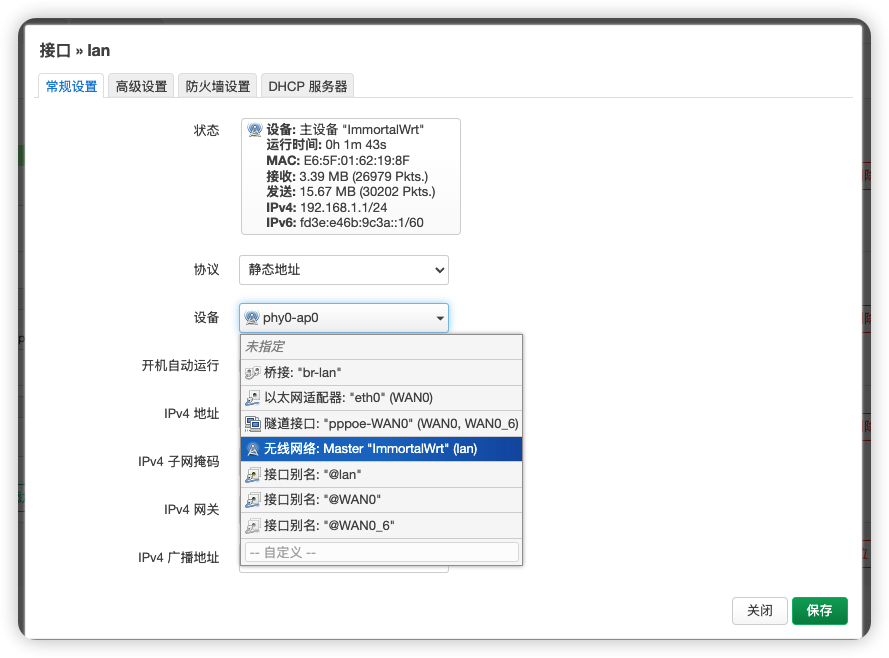 接口 » lan
常规设置 高级设置 防火墙设置 DHCP 服务器
状态
设备: 主设备 "ImmortalWrt"
运行时间: 0h 1m 43s
MAC: E6:5F:01:62:19:8F
接收: 3.39 MB (26979 Pkts.)
发送: 15.67 MB (30202 Pkts.)
IPv4: 192.168.1.1/24
IPv6: fd3e:e46b:9c3a::1/60
协议 静态地址
设备 phy0-ap0
未指定
桥接: "br-lan"
开机自动运行
以太网适配器: "eth0" (WAN0)
IPv4 地址
隧道接口: "pppoe-WAN0" (WAN0, WAN0_6)
无线网络: Master "ImmortalWrt" (lan)
IPv4 子网掩码
接口别名: "@lan"
接口别名: "@WAN0"
IPv4 网关
接口别名: "@WAN0_6"
-- 自定义 --
IPv4 广播地址
关闭 保存